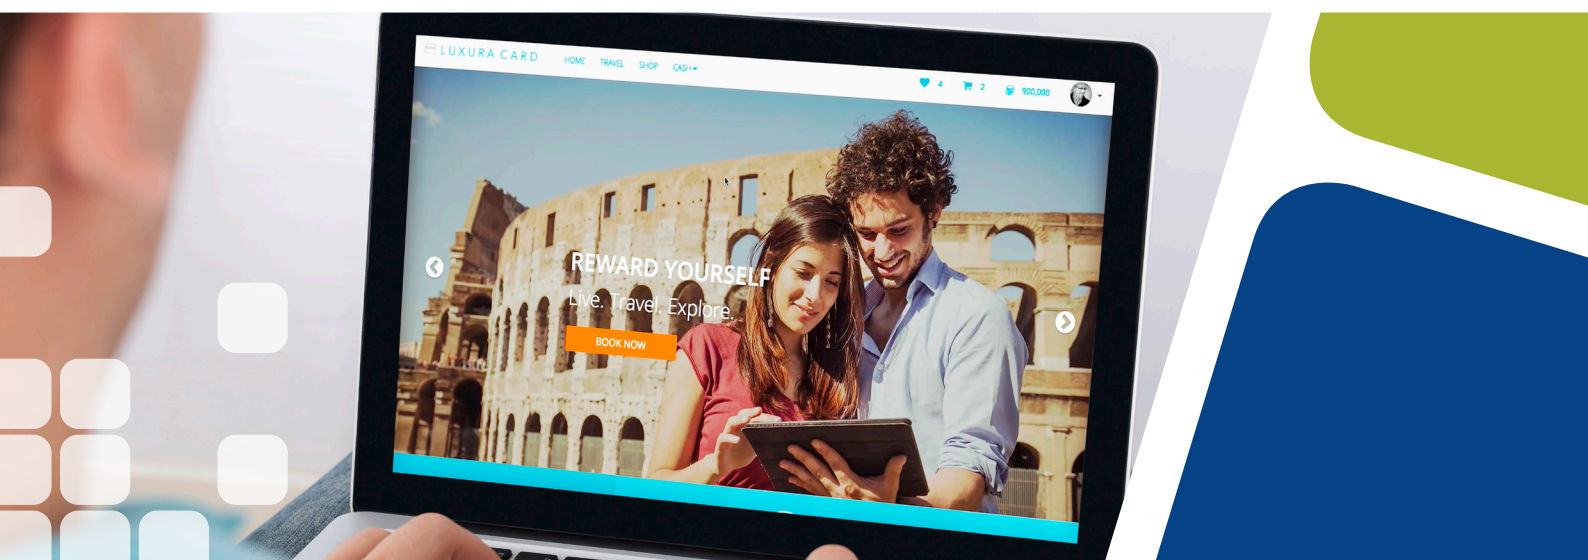 LUXURA CARD
HOME TRAVEL SHOP CASH
4 2 900,000
REWARD YOURSELF
Live. Travel. Explore.
BOOK NOW